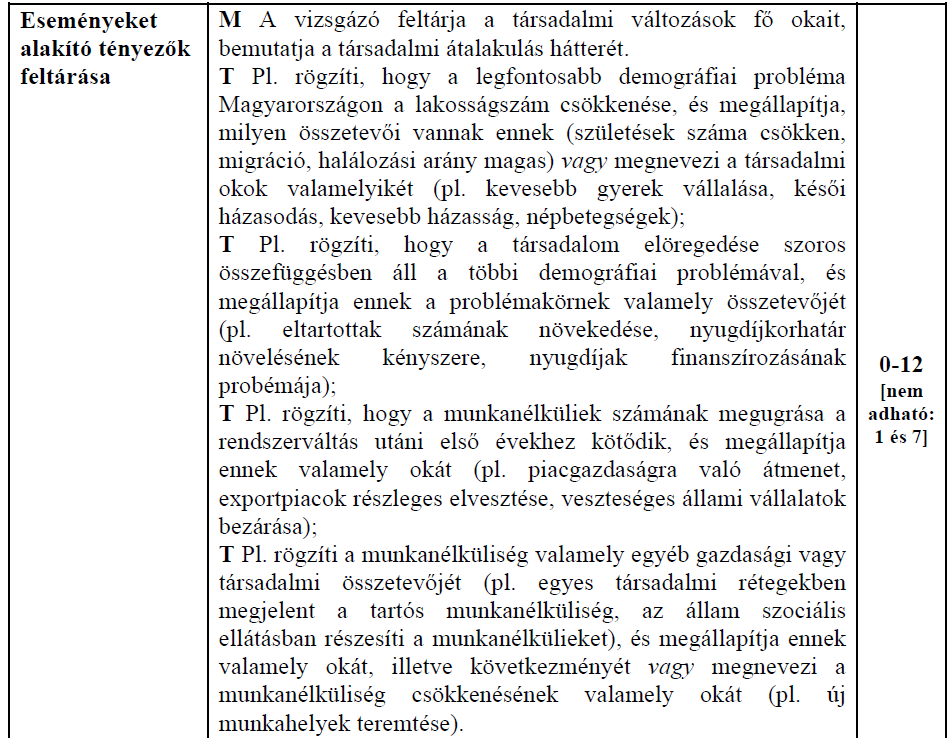 Eseményeket
alakító tényezők
feltárása
M A vizsgázó feltárja a társadalmi változások fő okait,
bemutatja a társadalmi átalakulás hátterét.
T Pl. rögzíti, hogy a legfontosabb demográfiai probléma
Magyarországon a lakosságszám csökkenése, és megállapítja,
milyen összetevői vannak ennek (születések száma csökken,
migráció, halálozási arány magas) vagy megnevezi a társadalmi
okok valamelyikét (pl. kevesebb gyerek vállalása, késői
házasodás, kevesebb házasság, népbetegségek);
T Pl. rögzíti, hogy a társadalom elöregedése szoros
összefüggésben áll a többi demográfiai problémával, és
megállapítja ennek a problémakörnek valamely összetevőjét
(pl. eltartottak számának növekedése, nyugdíjkorhatár
növelésének kényszere, nyugdíjak finanszírozásának
probémája);
T Pl. rögzíti, hogy a munkanélküliek számának megugrása a
rendszerváltás utáni első évekhez kötődik, és megállapítja
ennek valamely okát (pl. piacgazdaságra való átmenet,
exportpiacok részleges elvesztése, veszteséges állami vállalatok
bezárása);
T Pl. rögzíti a munkanélküliség valamely egyéb gazdasági vagy
társadalmi összetevőjét (pl. egyes társadalmi rétegekben
megjelent a tartós munkanélküliség, az állam szociális
ellátásban részesíti a munkanélkülieket), és megállapítja ennek
valamely okát, illetve következményét vagy megnevezi a
munkanélküliség csökkenésének valamely okát (pl. új
munkahelyek teremtése).
0-12
[nem
adható:
1 és 7]